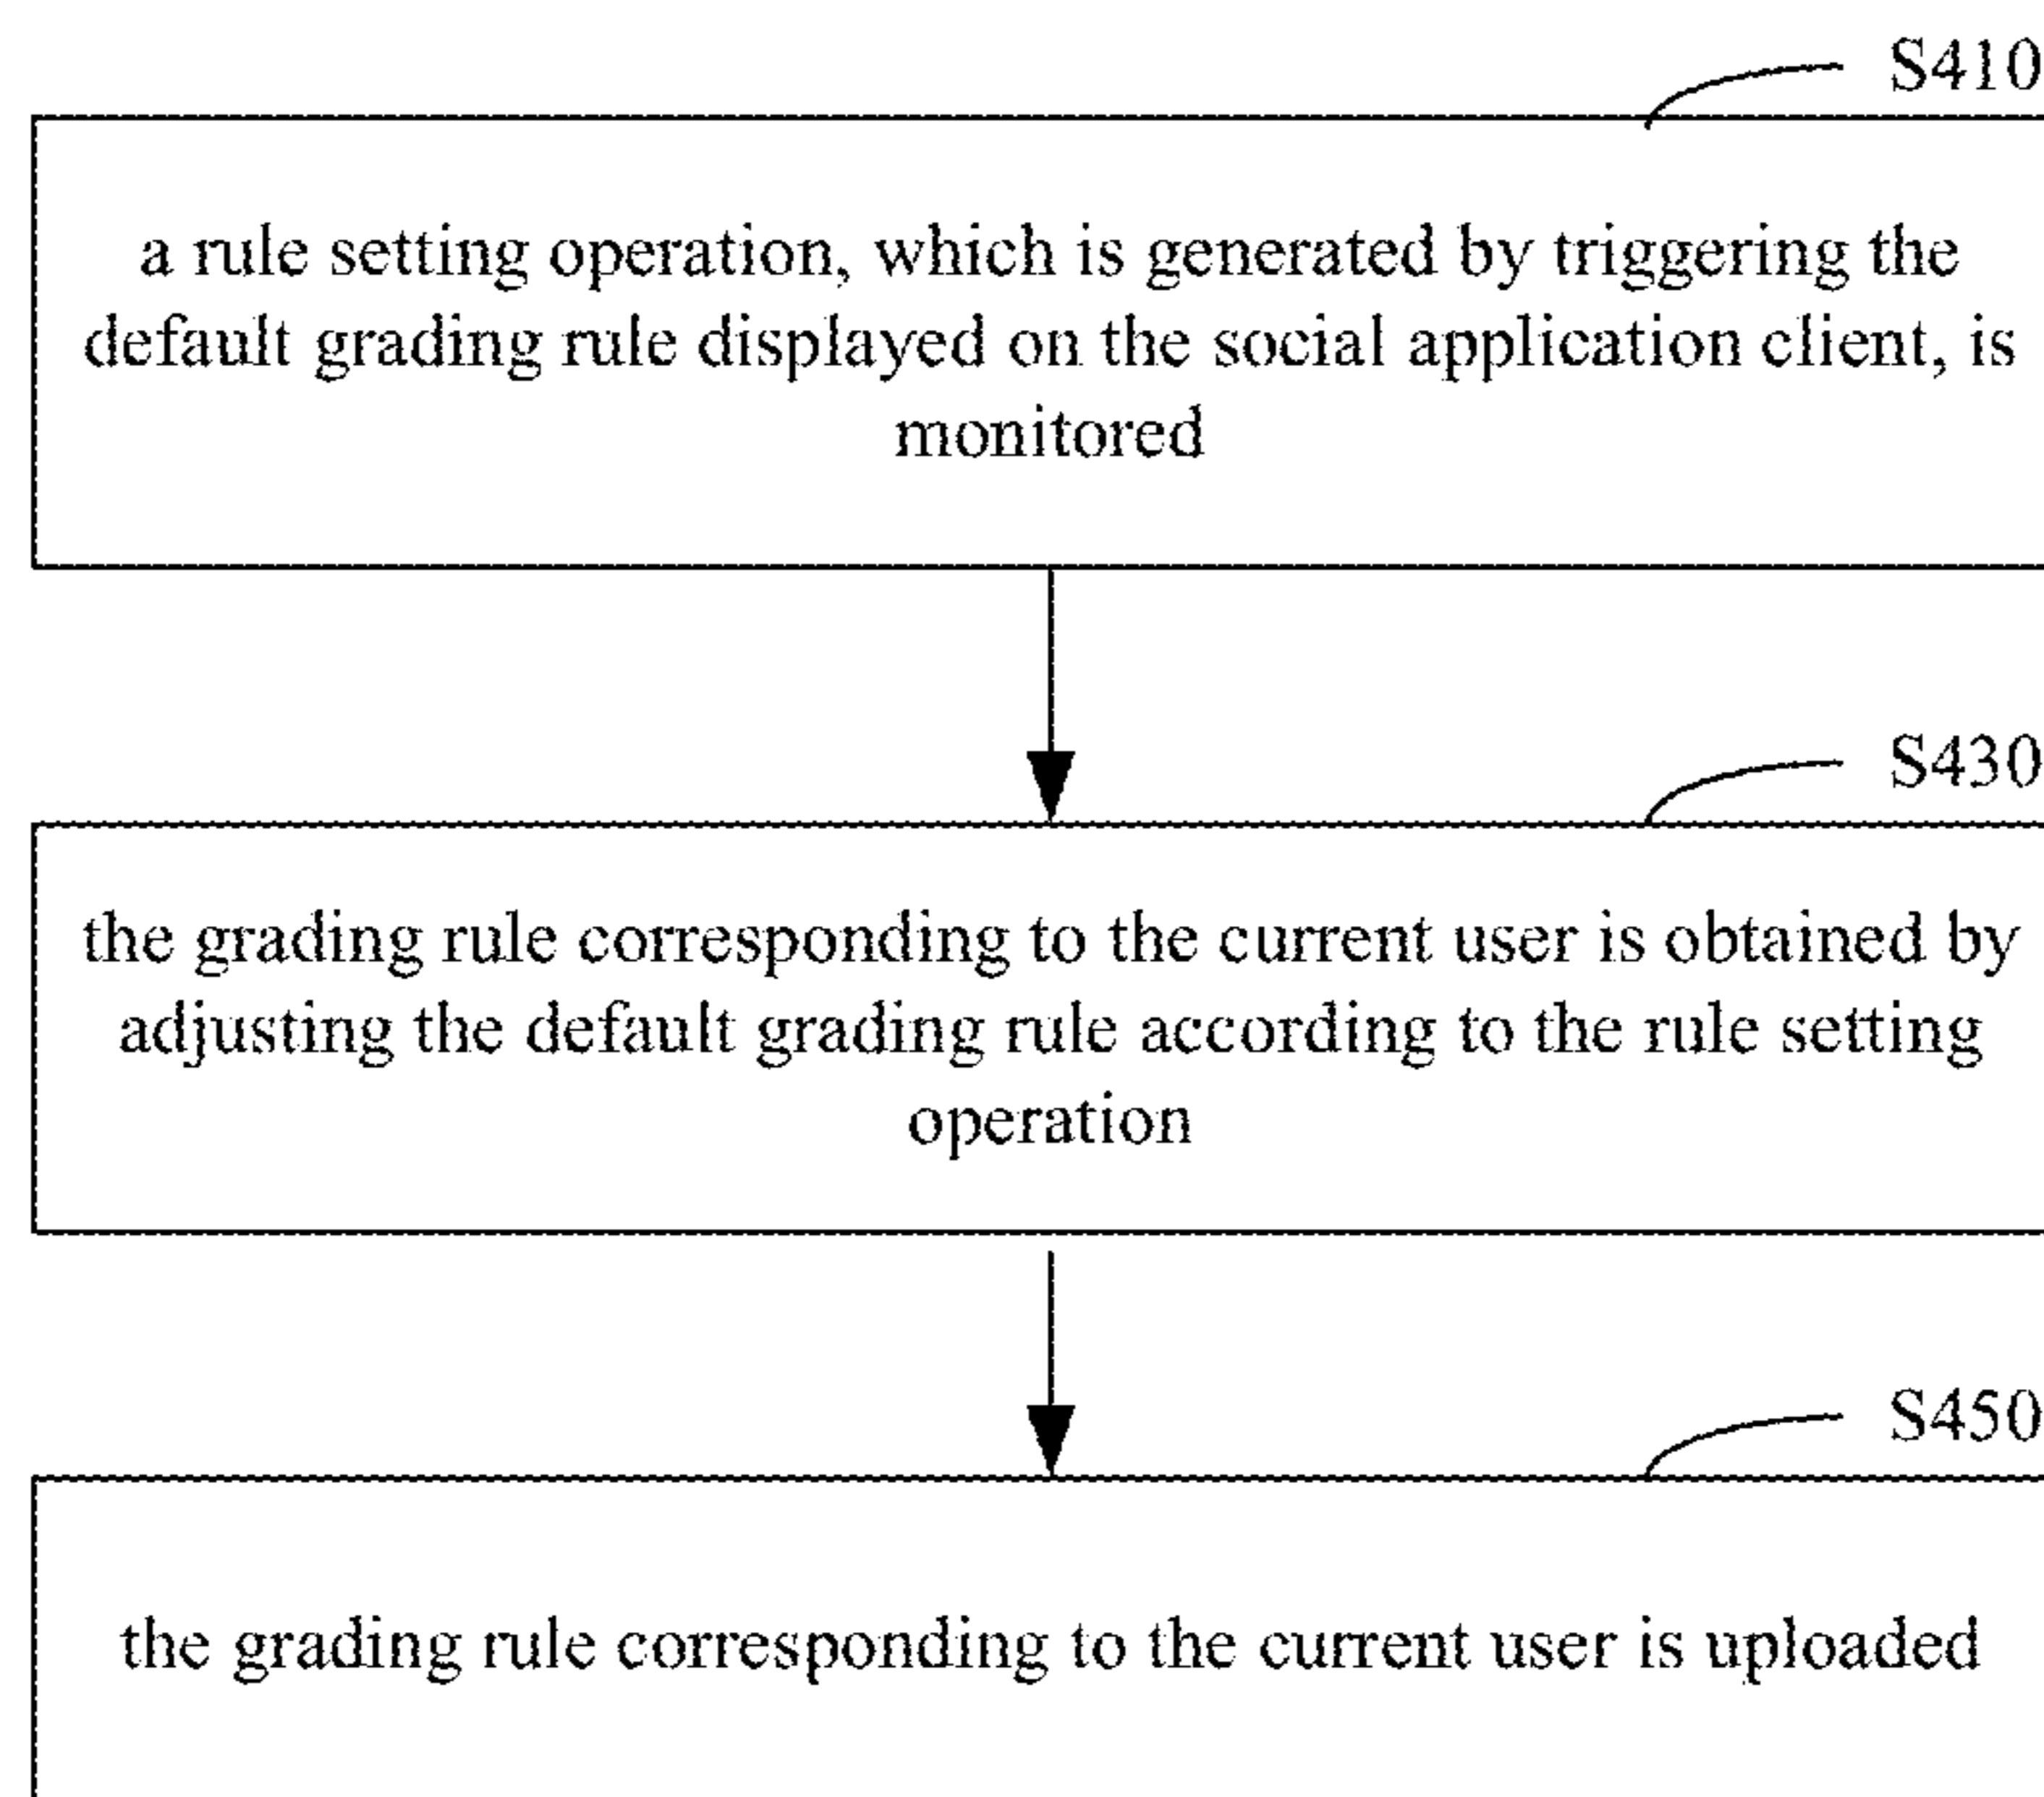 S410
a rule setting operation, which is generated by triggering the
default grading rule displayed on the social application client, is
monitored
S430
the grading rule corresponding to the current user is obtained by
adjusting the default grading rule according to the rule setting
operation
S450
the grading rule corresponding to the current user is uploaded